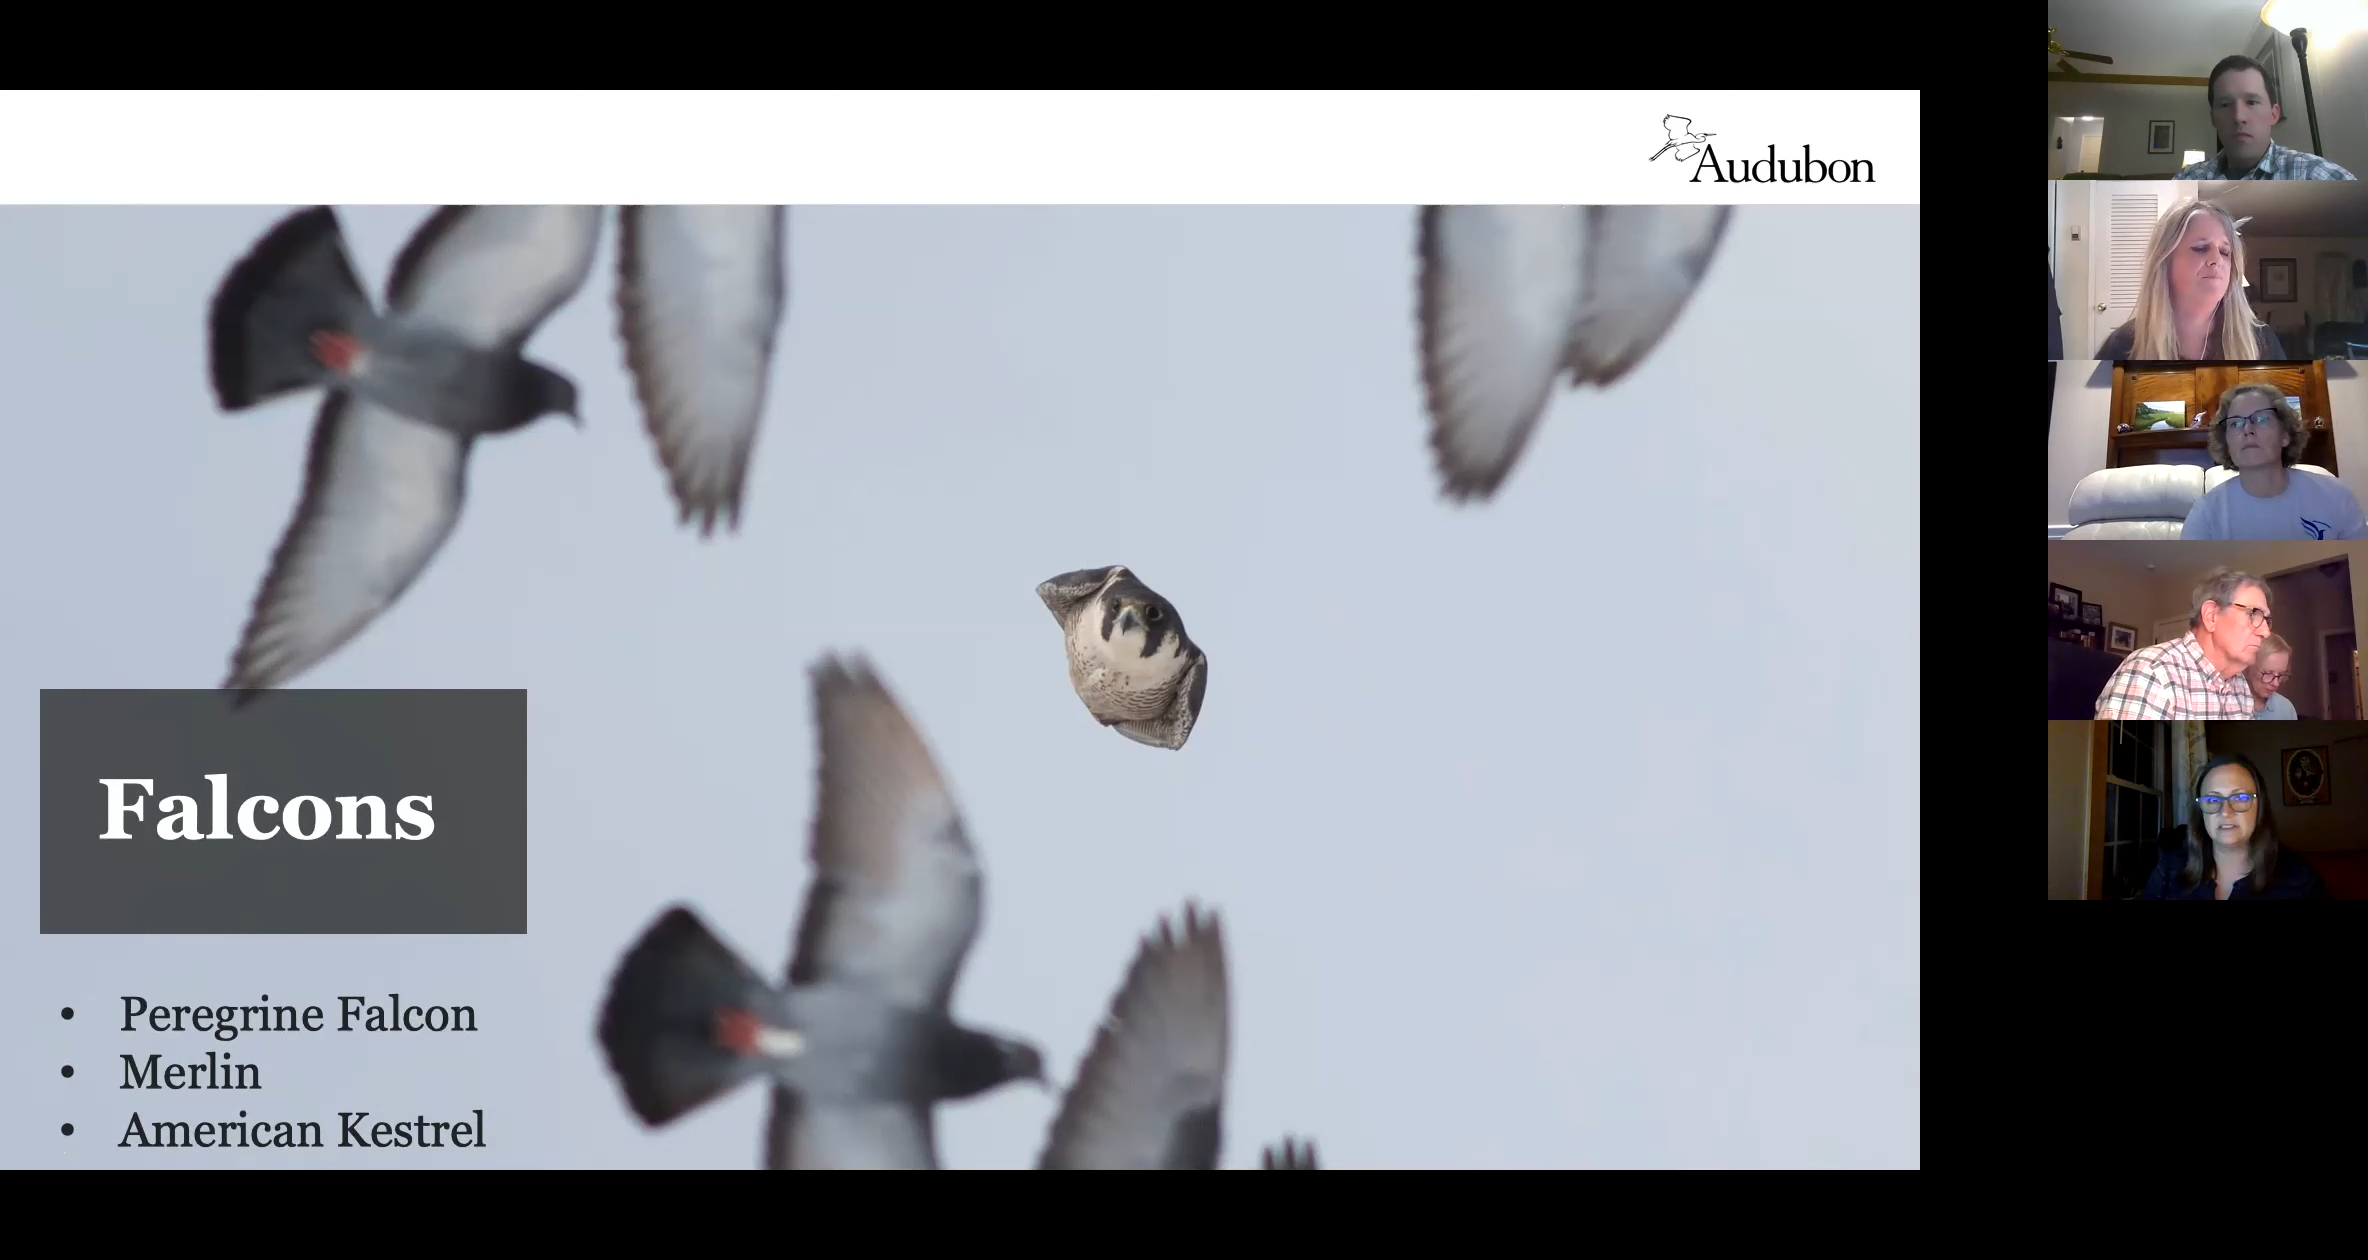 Audubon
Falcons
• Peregrine Falcon
• Merlin
• American Kestrel